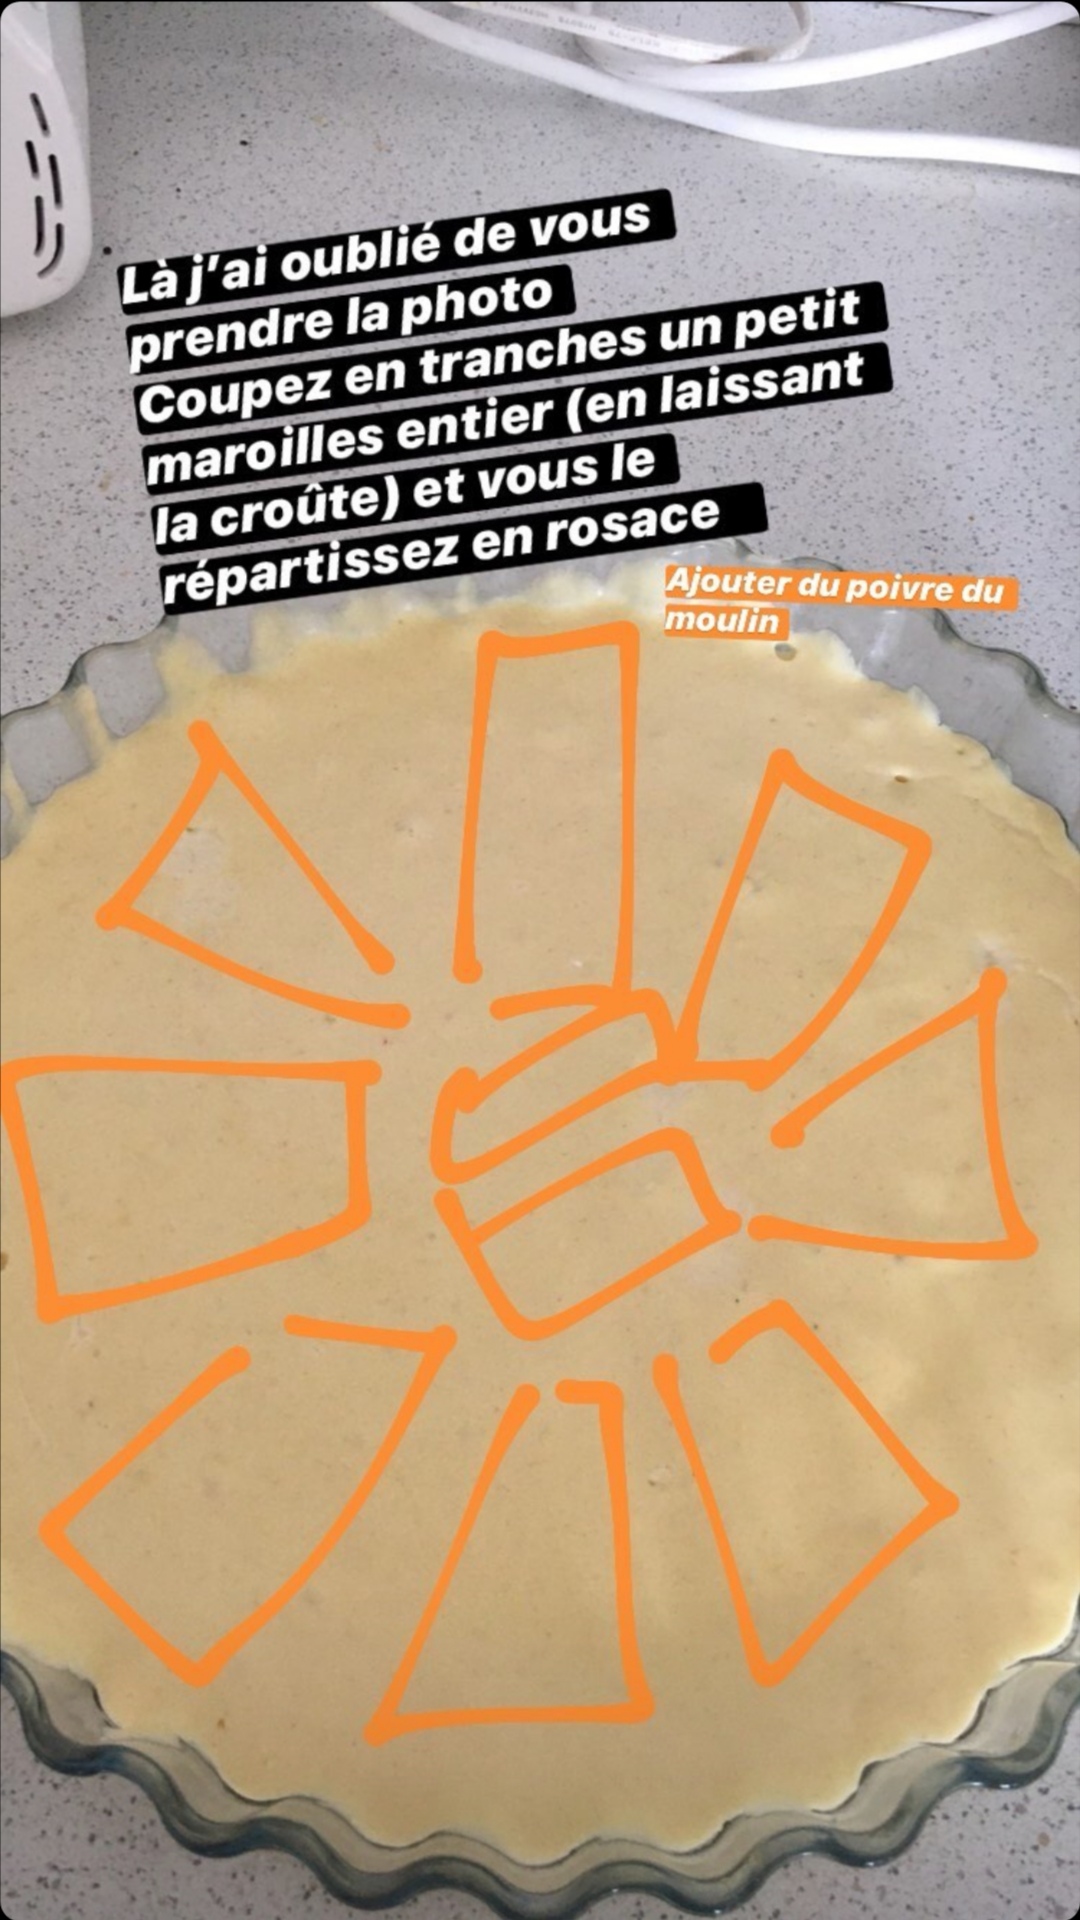 Là j'ai oublié de vous
prendre la photo
Coupez en tranches un petit
maroilles entier (en laissant
la croûte) et vous le
répartissez en rosace
Ajouter du poivre du
moulin